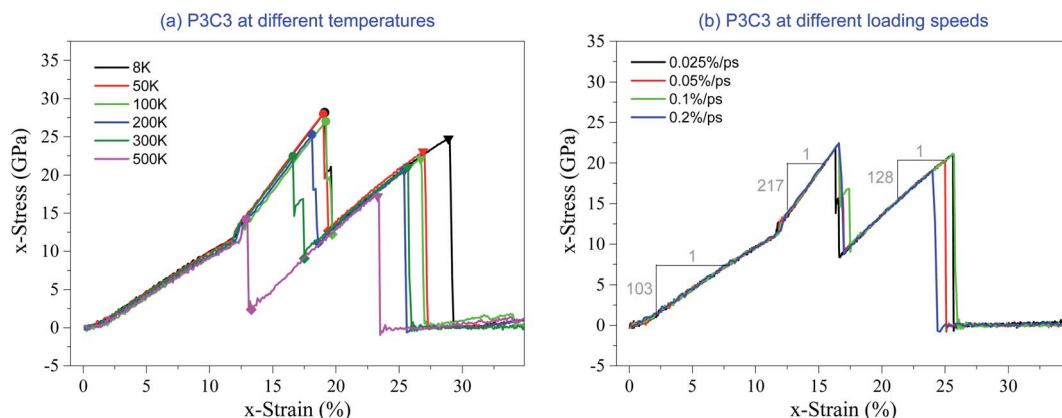 (a) P3C3 at different temperatures
35
30
25
20
15
10
5
0
-5
x-Stress (GPa)
8K
50K
100K
200K
300K
500K
0 5 10 15 20 25 30
x-Strain (%)
(b) P3C3 at different loading speeds
35
30
25
20
15
10
5
0
-5
x-Stress (GPa)
0.025%/ps
0.05%/ps
0.1%/ps
0.2%/ps
1
217
1
128
1
103
0 5 10 15 20 25 30
x-Strain (%)